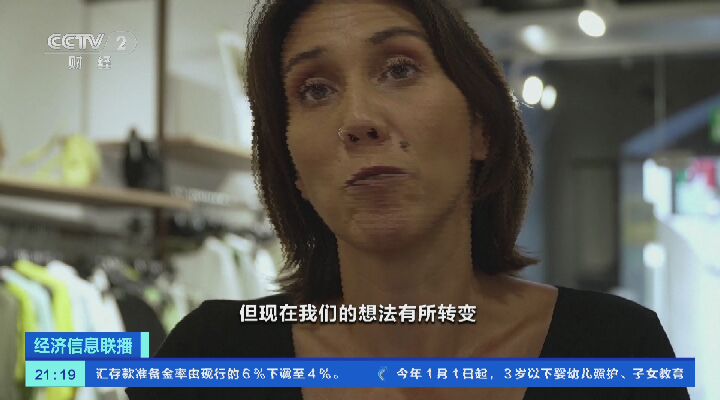 CCTV 2
财经
但现在我们的想法有所转变
经济信息联播
21:19 汇存款准备金率由现行的6%下调至4%。 今年1月1日起，3岁以下婴幼儿照护、子女教育